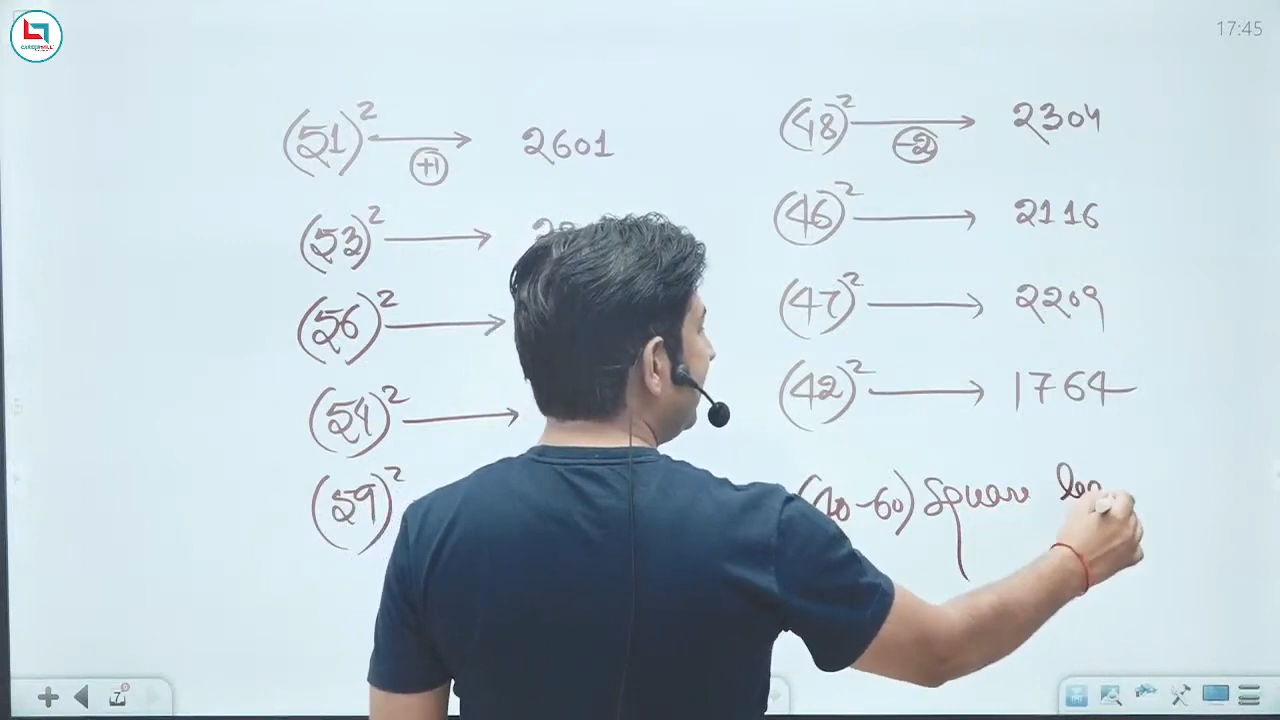 17:45
(51)² → 2601
+1
(53)² →
(56)² →
(54)² →
(59)²
(48)² → 2304
-2
(46)² → 2116
(47)² → 2209
(42)² → 1764
(40-60) Square
7